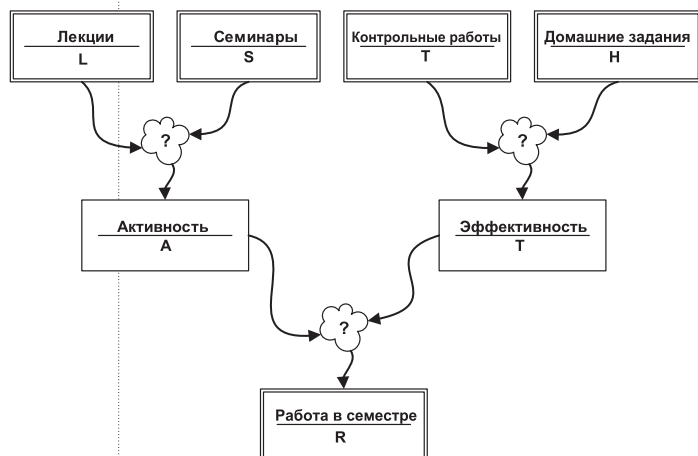 Лекции
L
Семинары
S
Контрольные работы
T
Домашние задания
H
?
?
Активность
A
Эффективность
T
?
Работа в семестре
R